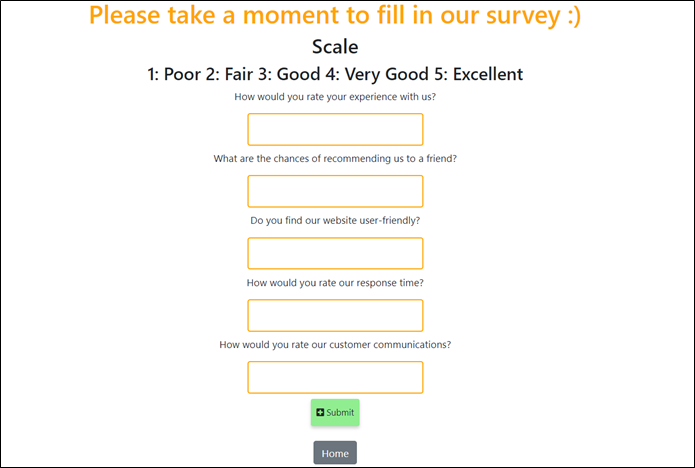 Please take a moment to fill in our survey :)
Scale
1: Poor 2: Fair 3: Good 4: Very Good 5: Excellent
How would you rate your experience with us?
What are the chances of recommending us to a friend?
Do you find our website user-friendly?
How would you rate our response time?
How would you rate our customer communications?
Submit
Home